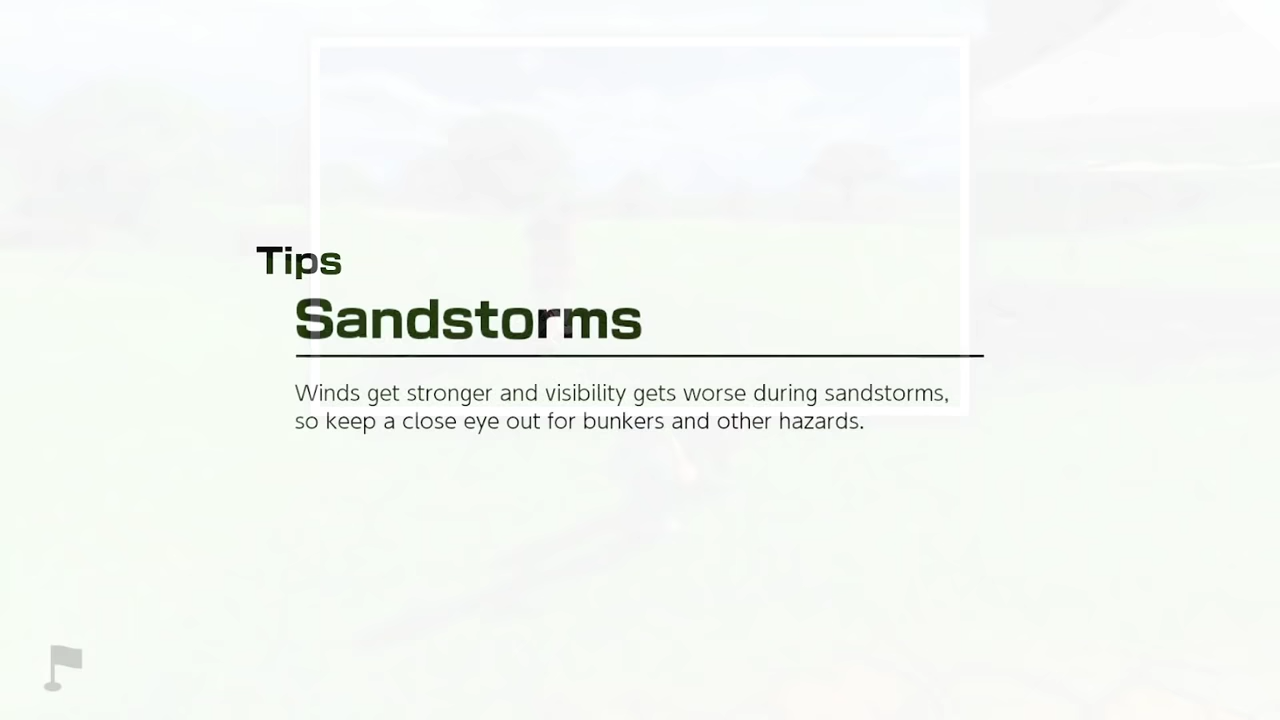 Tips
Sandstorms
Winds get stronger and visibility gets worse during sandstorms,
so keep a close eye out for bunkers and other hazards.